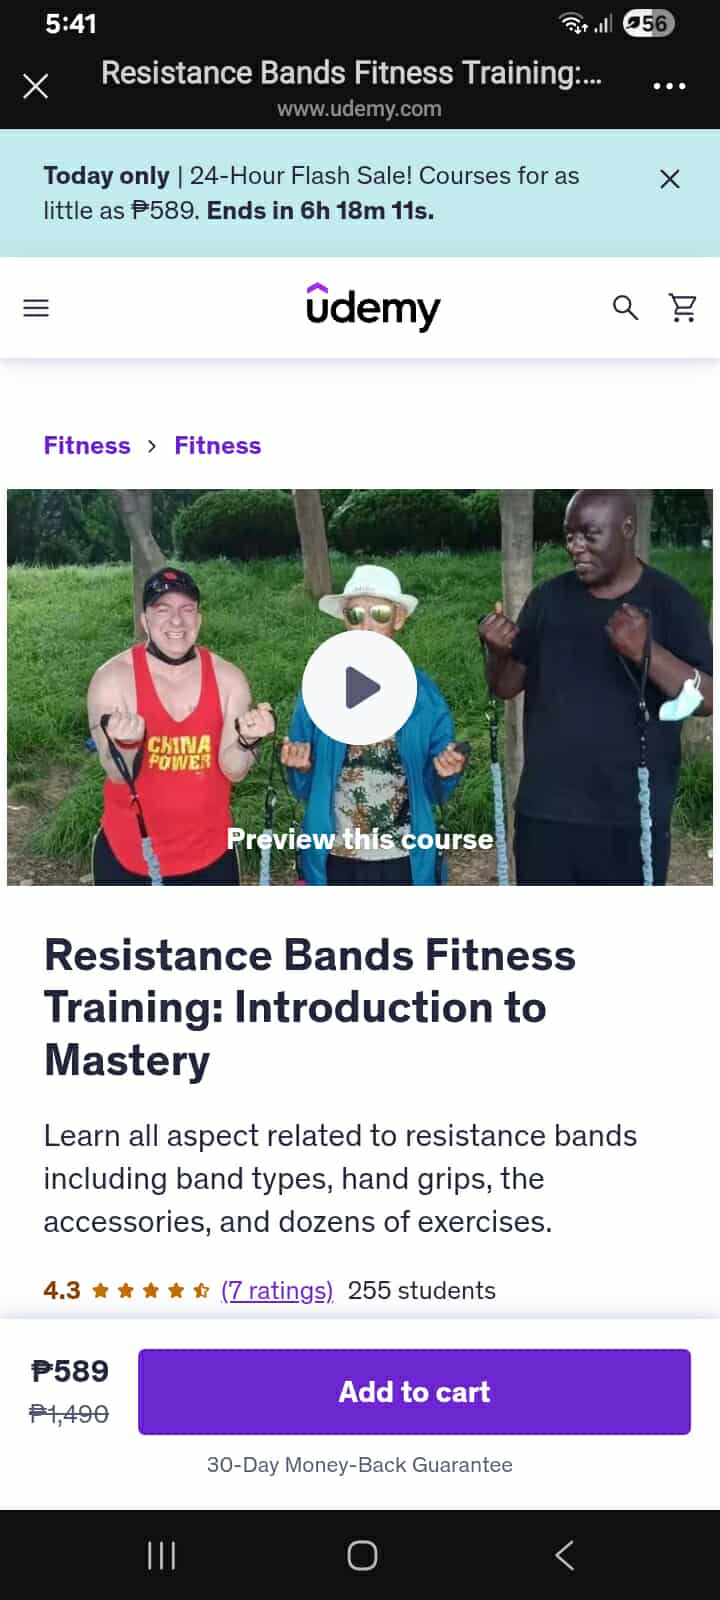 5:41
56
Resistance Bands Fitness Training:...
www.udemy.com
Today only | 24-Hour Flash Sale! Courses for as
little as ₱589. Ends in 6h 18m 11s.
udemy
Fitness > Fitness
CHINA
POWER
Preview this course
Resistance Bands Fitness
Training: Introduction to
Mastery
Learn all aspect related to resistance bands
including band types, hand grips, the
accessories, and dozens of exercises.
4.3 (7 ratings) 255 students
₱589
₱1,490
Add to cart
30-Day Money-Back Guarantee